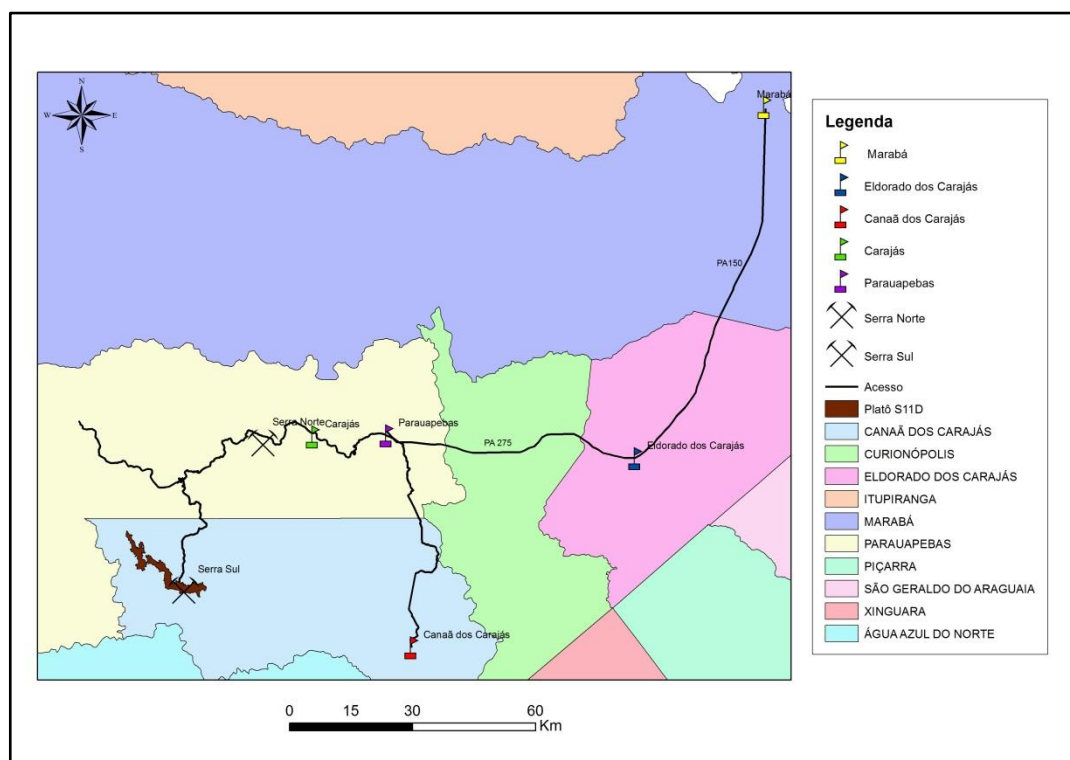 N
W E
S
Marabá
PA150
Serra Norte
Carajás
Parauapebas
PA 275
Eldorado dos Carajás
Serra Sul
Canaã dos Carajás
0 15 30 60
Km
Legenda
Marabá
Eldorado dos Carajás
Canaã dos Carajás
Carajás
Parauapebas
Serra Norte
Serra Sul
Acesso
Platô S11D
CANAÃ DOS CARAJÁS
CURIONÓPOLIS
ELDORADO DOS CARAJÁS
ITUPIRANGA
MARABÁ
PARAUAPEBAS
PIÇARRA
SÃO GERALDO DO ARAGUAIA
XINGUARA
ÁGUA AZUL DO NORTE